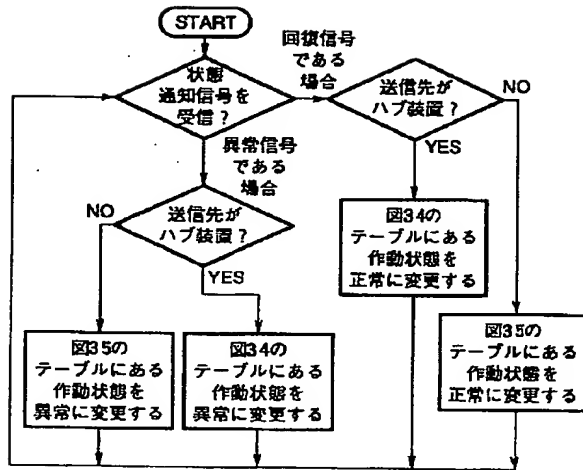 START
状態
通知信号を
受信？
回復信号
である
場合
送信先が
ハブ装置？
NO
YES
異常信号
である
場合
送信先が
ハブ装置？
NO
YES
図34の
テーブルにある
作動状態を
正常に変更する
図35の
テーブルにある
作動状態を
正常に変更する
図35の
テーブルにある
作動状態を
異常に変更する
図34の
テーブルにある
作動状態を
異常に変更する